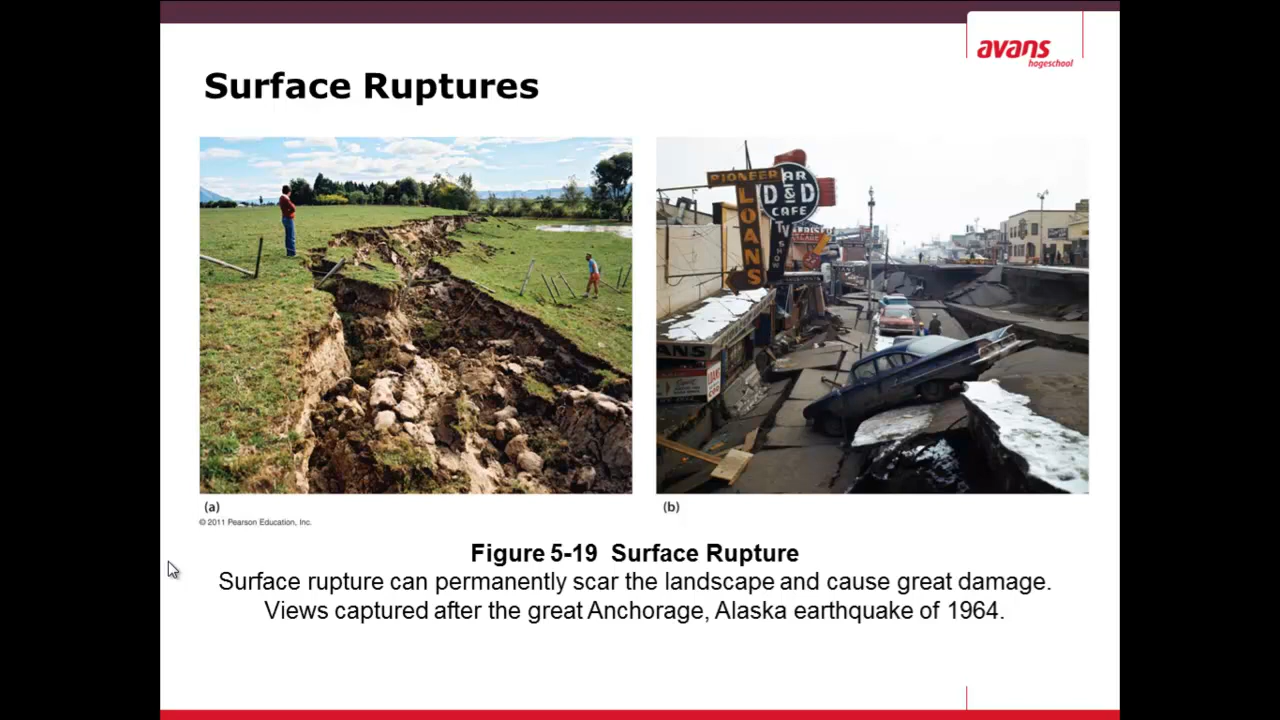 avans
hogeschool
Surface Ruptures
PIONEER
LOANS
BAR
D&D
CAFE
TV
SHOW
(a)
(b)
© 2011 Pearson Education, Inc.
Figure 5-19 Surface Rupture
Surface rupture can permanently scar the landscape and cause great damage.
Views captured after the great Anchorage, Alaska earthquake of 1964.